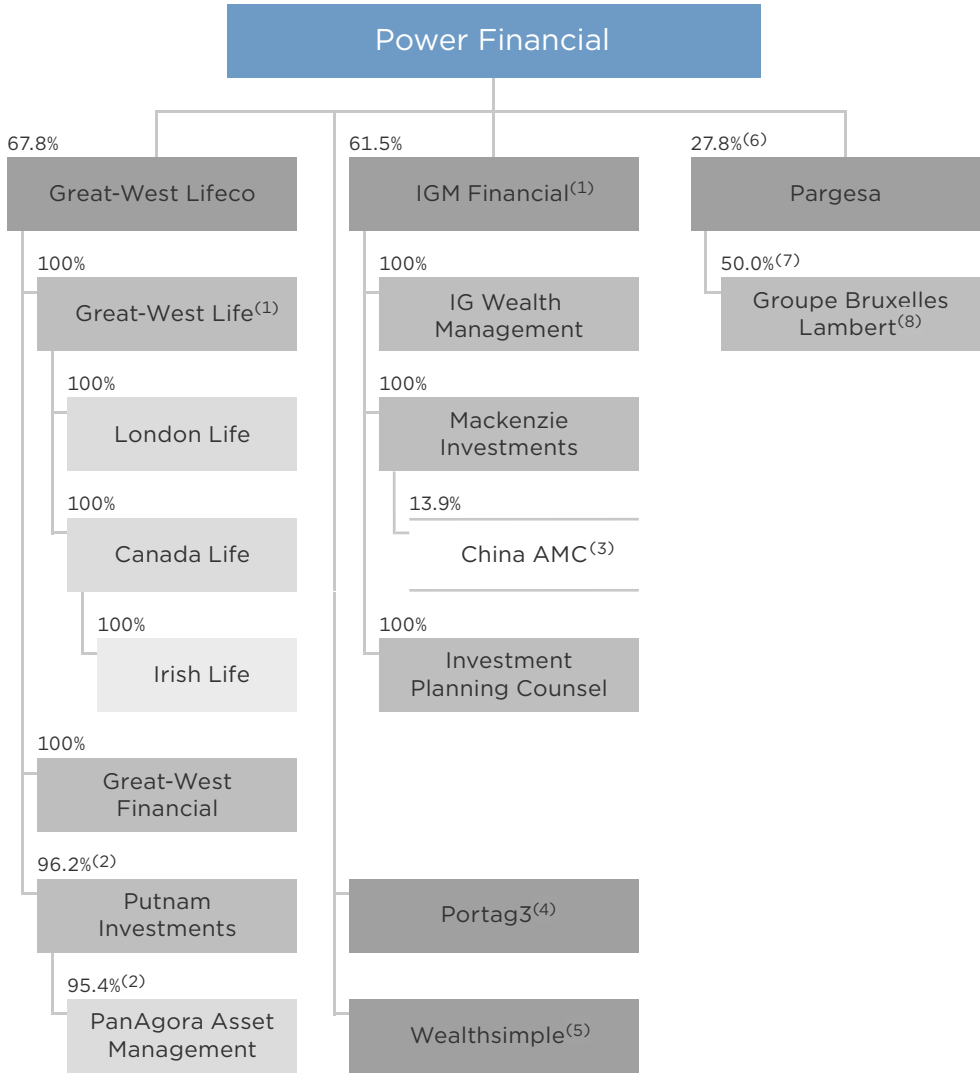 Power Financial
67.8%
Great-West Lifeco
100%
Great-West Life(1)
100%
London Life
100%
Canada Life
100%
Irish Life
100%
Great-West
Financial
96.2%(2)
Putnam
Investments
95.4%(2)
PanAgora Asset
Management
61.5%
IGM Financial(1)
100%
IG Wealth
Management
100%
Mackenzie
Investments
13.9%
China AMC(3)
100%
Investment
Planning Counsel
Portag3(4)
Wealthsimple(5)
27.8%(6)
Pargesa
50.0%(7)
Groupe Bruxelles
Lambert(8)